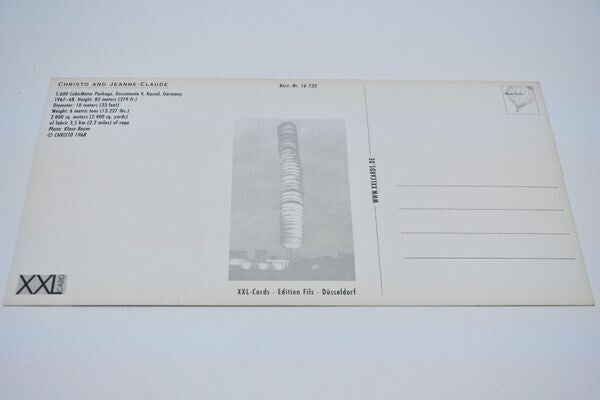 CHRISTO AND JEANNE-CLAUDE
5.600 CubicMeter Package, Documenta 4, Kassel, Germany
1967-68. Height: 85 meters (279 ft.)
Diameter: 10 meters (33 feet)
Weight: 6 metric tons (13.227 lbs.)
2 000 sq. meters (2.400 sq. yards)
of fabric 3,5 km (2.2 miles) of rope
Photo: Klaus Baum
© CHRISTO 1968
Best.-Nr. 16 732
WWW.XXLCARDS.DE
XXL CARD
XXL-Cards - Edition Fils - Düsseldorf